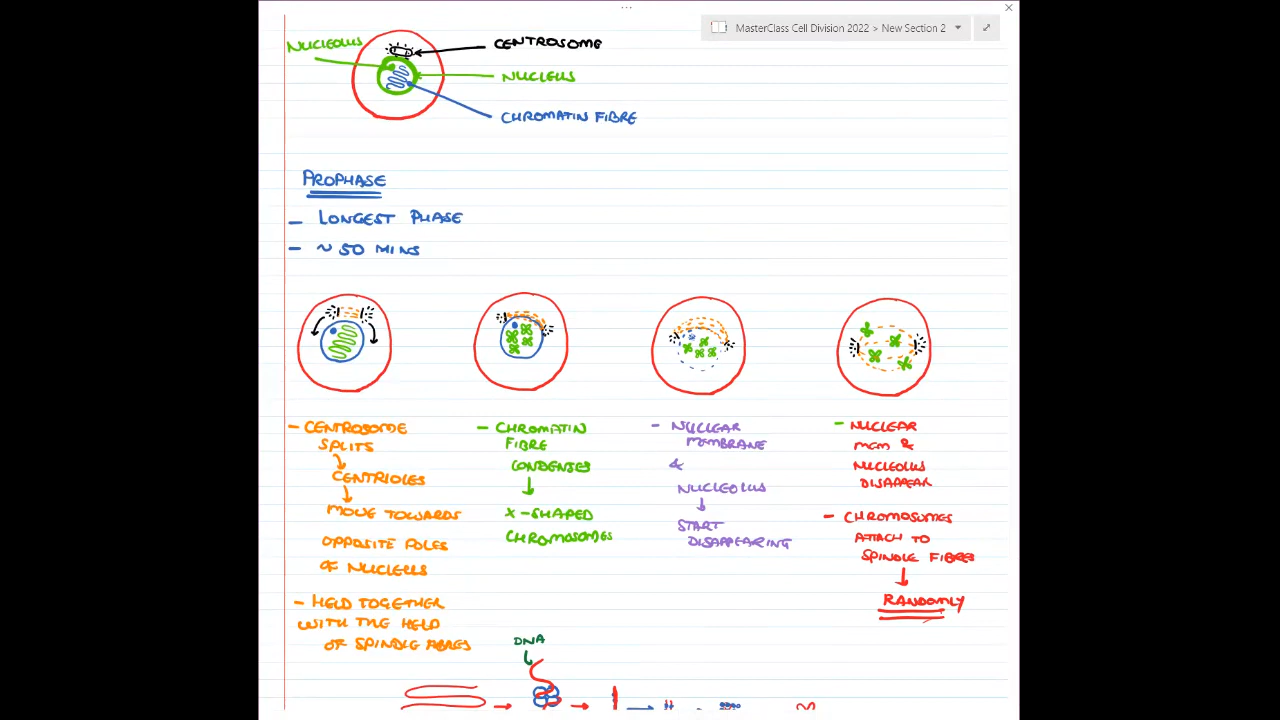 MasterClass Cell Division 2022 > New Section 2
NUCLEOLUS
CENTROSOME
NUCLEUS
CHROMATIN FIBRE
PROPHASE
- LONGEST PHASE
- ~ 50 MINS
- CENTROSOME
SPLITS
CENTRIOLES
MOVE TOWARDS
OPPOSITE POLES
OF NUCLEUS
- HELD TOGETHER
WITH THE HELD
OF SPINDLE FIBRES
- CHROMATIN
FIBRE
CONDENSES
X-SHAPED
CHROMOSOMES
- NUCLEAR
MEMBRANE
&
NUCLEOLUS
START
DISAPPEARING
- NUCLEAR
MEM &
NUCLEOLUS
DISAPPEAR
- CHROMOSOMES
ATTACH TO
SPINDLE FIBRES
RANDOMLY
DNA